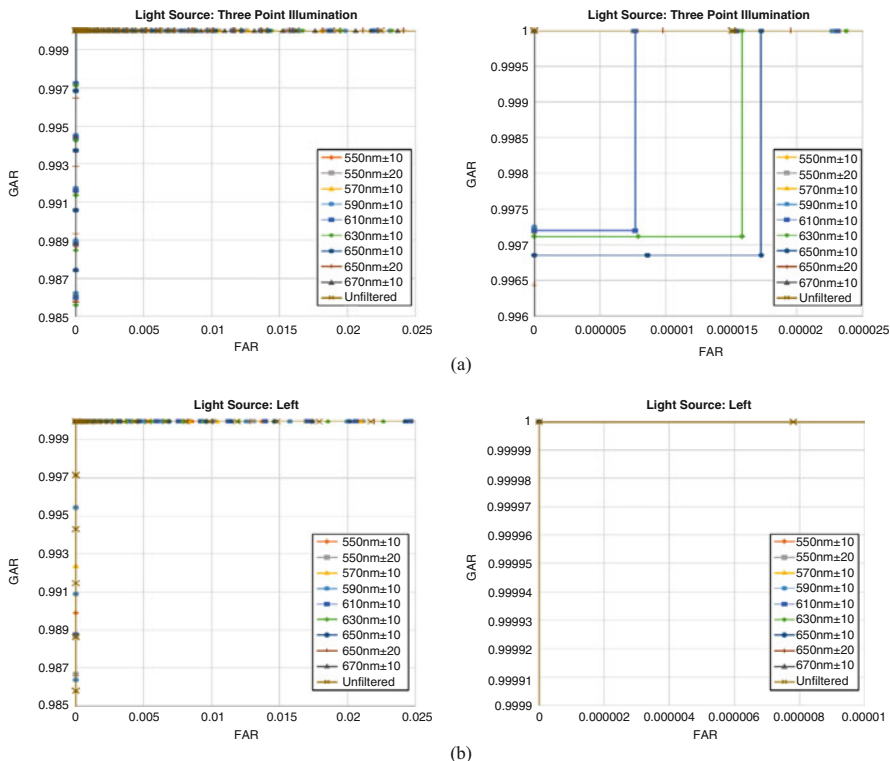 Light Source: Three Point Illumination
0.999
0.997
0.995
0.993
0.991
0.989
0.987
0.985
GAR
0 0.005 0.01 0.015 0.02 0.025
FAR
550nm±10
550nm±20
570nm±10
590nm±10
610nm±10
630nm±10
650nm±10
650nm±20
670nm±10
Unfiltered
Light Source: Three Point Illumination
1
0.9995
0.999
0.9985
0.998
0.9975
0.997
0.9965
0.996
GAR
0 0.000005 0.00001 0.000015 0.00002 0.000025
FAR
550nm±10
550nm±20
570nm±10
590nm±10
610nm±10
630nm±10
650nm±10
650nm±20
670nm±10
Unfiltered
(a)
Light Source: Left
0.999
0.997
0.995
0.993
0.991
0.989
0.987
0.985
GAR
0 0.005 0.01 0.015 0.02 0.025
FAR
550nm±10
550nm±20
570nm±10
590nm±10
610nm±10
630nm±10
650nm±10
650nm±20
670nm±10
Unfiltered
Light Source: Left
1
0.99999
0.99998
0.99997
0.99996
0.99995
0.99994
0.99993
0.99992
0.99991
0.9999
GAR
0 0.000002 0.000004 0.000006 0.000008 0.00001
FAR
550nm±10
550nm±20
570nm±10
590nm±10
610nm±10
630nm±10
650nm±10
650nm±20
670nm±10
Unfiltered
(b)